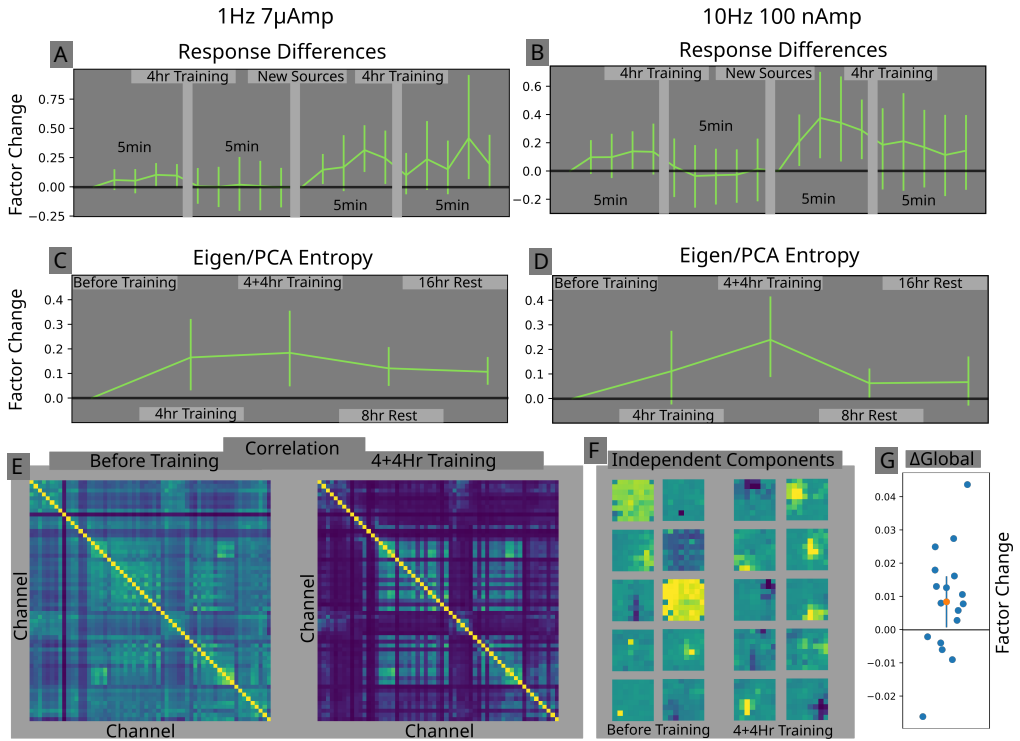 1Hz 7μAmp
10Hz 100 nAmp
A
Response Differences
4hr Training
New Sources
4hr Training
Factor Change
0.75
0.50
0.25
0.00
−0.25
5min
5min
5min
5min
B
Response Differences
4hr Training
New Sources
4hr Training
0.6
0.4
0.2
0.0
−0.2
5min
5min
5min
5min
C
Eigen/PCA Entropy
Before Training
4+4hr Training
16hr Rest
Factor Change
0.4
0.3
0.2
0.1
0.0
4hr Training
8hr Rest
D
Eigen/PCA Entropy
Before Training
4+4hr Training
16hr Rest
0.4
0.3
0.2
0.1
0.0
4hr Training
8hr Rest
E
Correlation
Before Training
4+4Hr Training
Channel
Channel
Channel
Channel
F
Independent Components
Before Training
4+4Hr Training
G
ΔGlobal
0.04
0.03
0.02
0.01
0.00
−0.01
−0.02
Factor Change